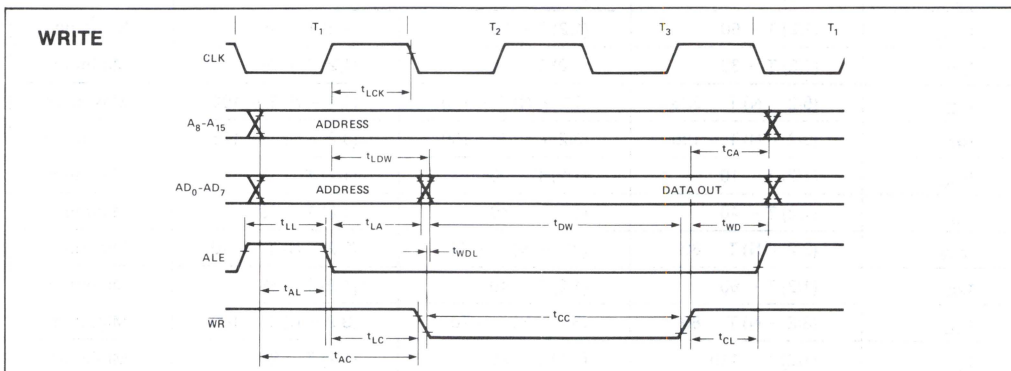 WRITE
T1 T2 T3 T1
CLK
tLCK
A8-A15 ADDRESS
tCA
tLDW
AD0-AD7 ADDRESS DATA OUT
tLL tLA tDW tWD
tWDL
ALE
tAL
WR
tCC
tLC tCL
tAC